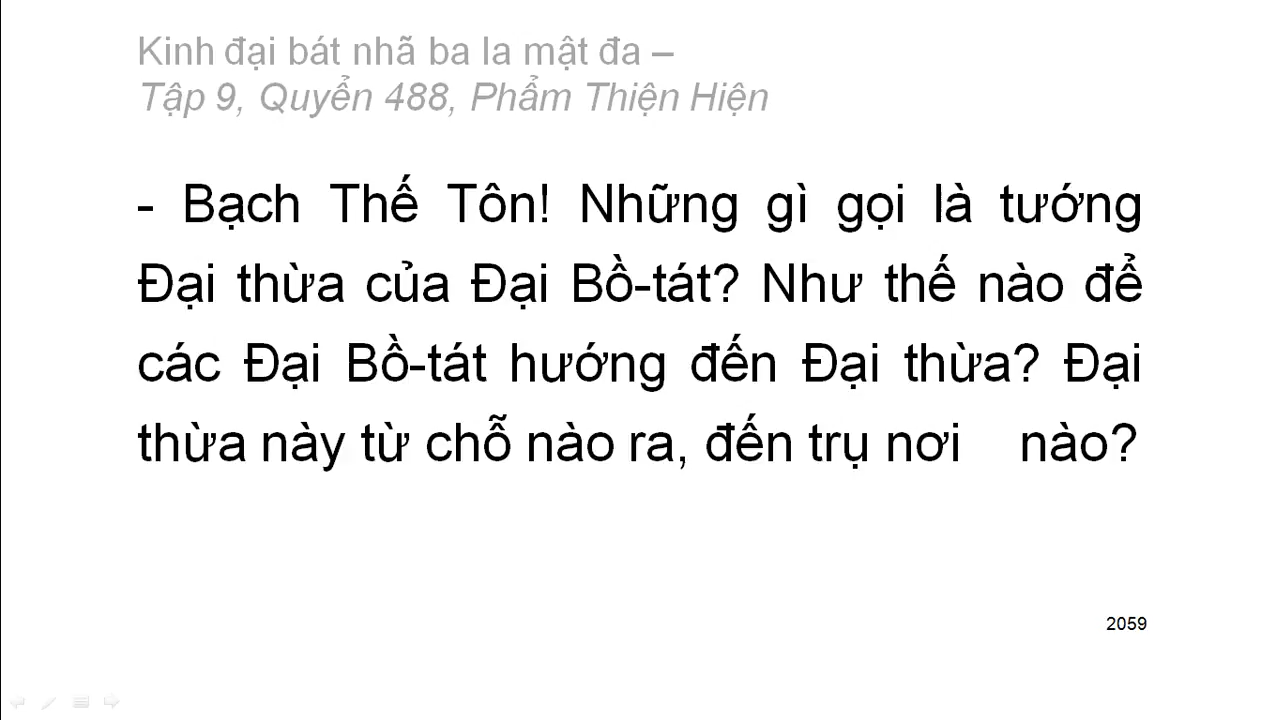 Kinh đại bát nhã ba la mật đa –
Tập 9, Quyển 488, Phẩm Thiện Hiện
- Bạch Thế Tôn! Những gì gọi là tướng
Đại thừa của Đại Bồ-tát? Như thế nào để
các Đại Bồ-tát hướng đến Đại thừa? Đại
thừa này từ chỗ nào ra, đến trụ nơi nào?
2059